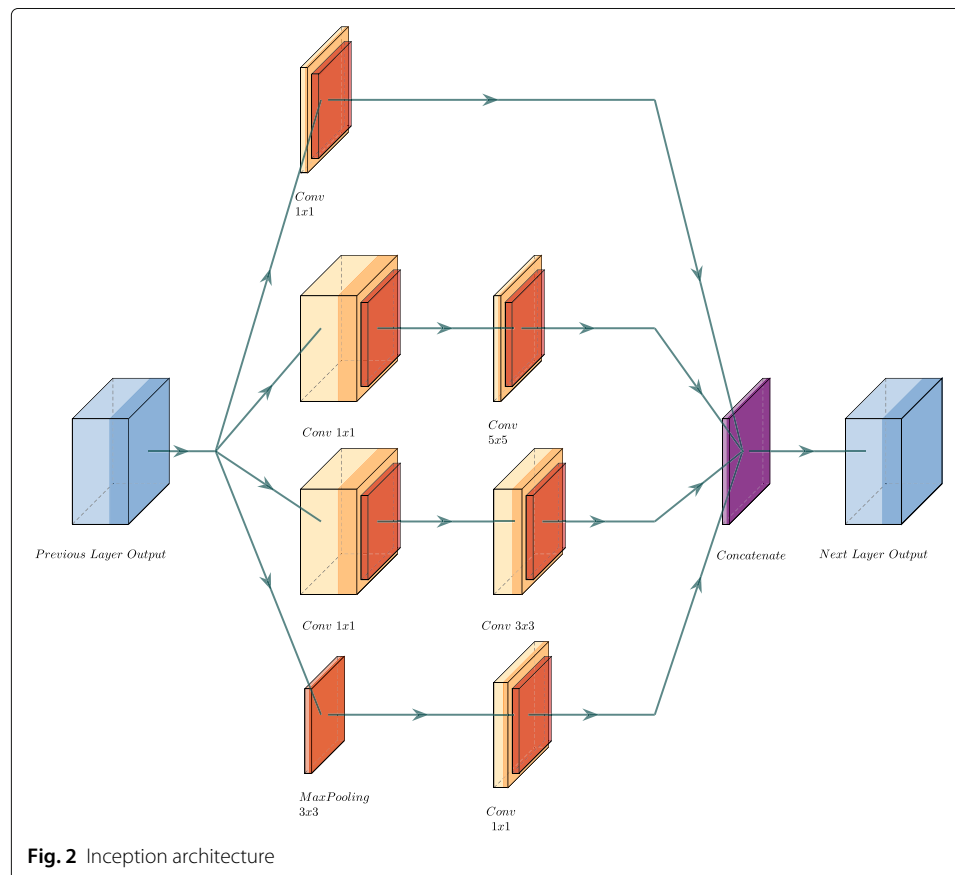 Conv
1x1
Conv 1x1
Conv
5x5
Previous Layer Output
Concatenate
Next Layer Output
Conv 1x1
Conv 3x3
MaxPooling
3x3
Conv
1x1
Fig. 2 Inception architecture